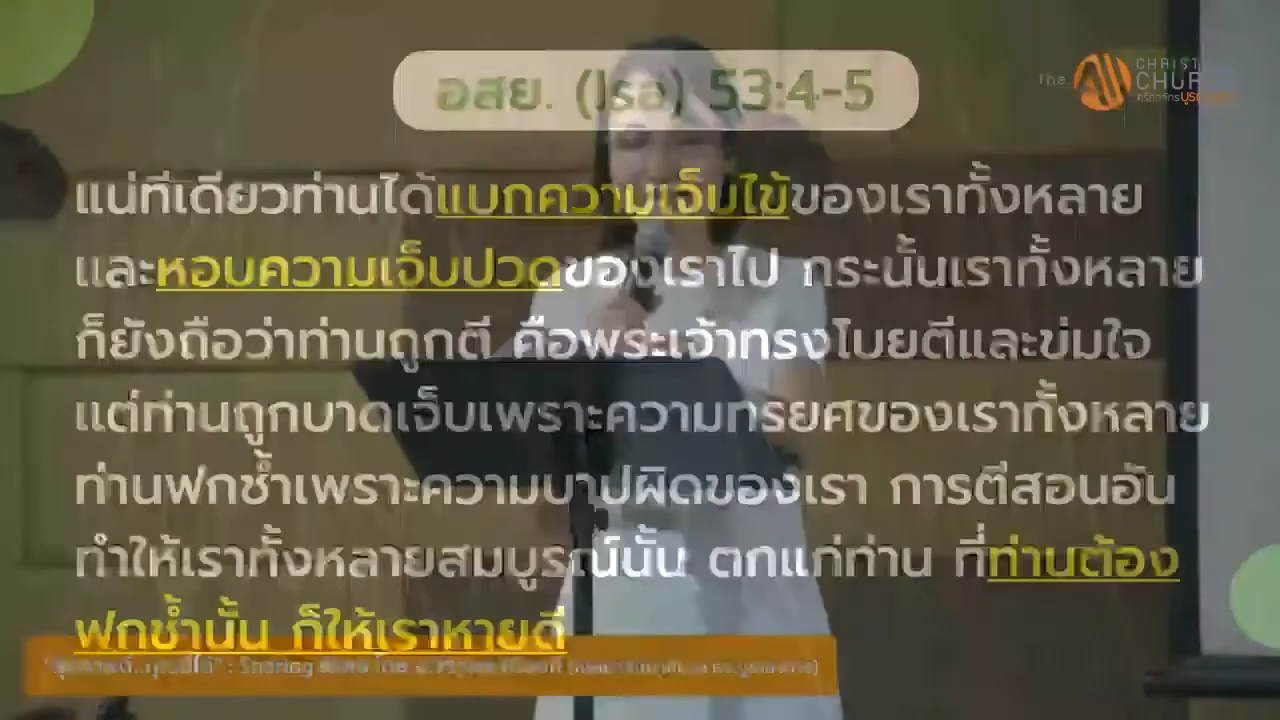 อสย. (โรอ) 53:4-5
The
CHRIST
CHUR
แน่ทีเดียวท่านได้แบกความเจ็บไข้ของเราทั้งหลาย
และหอบความเจ็บปวดของเราไป กระนั้นเราทั้งหลาย
ก็ยังถือว่าท่านถูกตี คือพระเจ้าทรงโบยตีและข่มใจ
แต่ท่านถูกบาดเจ็บเพราะความทรยศของเราทั้งหลาย
ท่านฟกช้ำเพราะความบาปผิดของเรา การตีสอนอัน
ทำให้เราทั้งหลายสมบูรณ์นั้น ตกแก่ท่าน ที่ท่านต้อง
ฟกช้ำนั้น ก็ให้เราหายดี